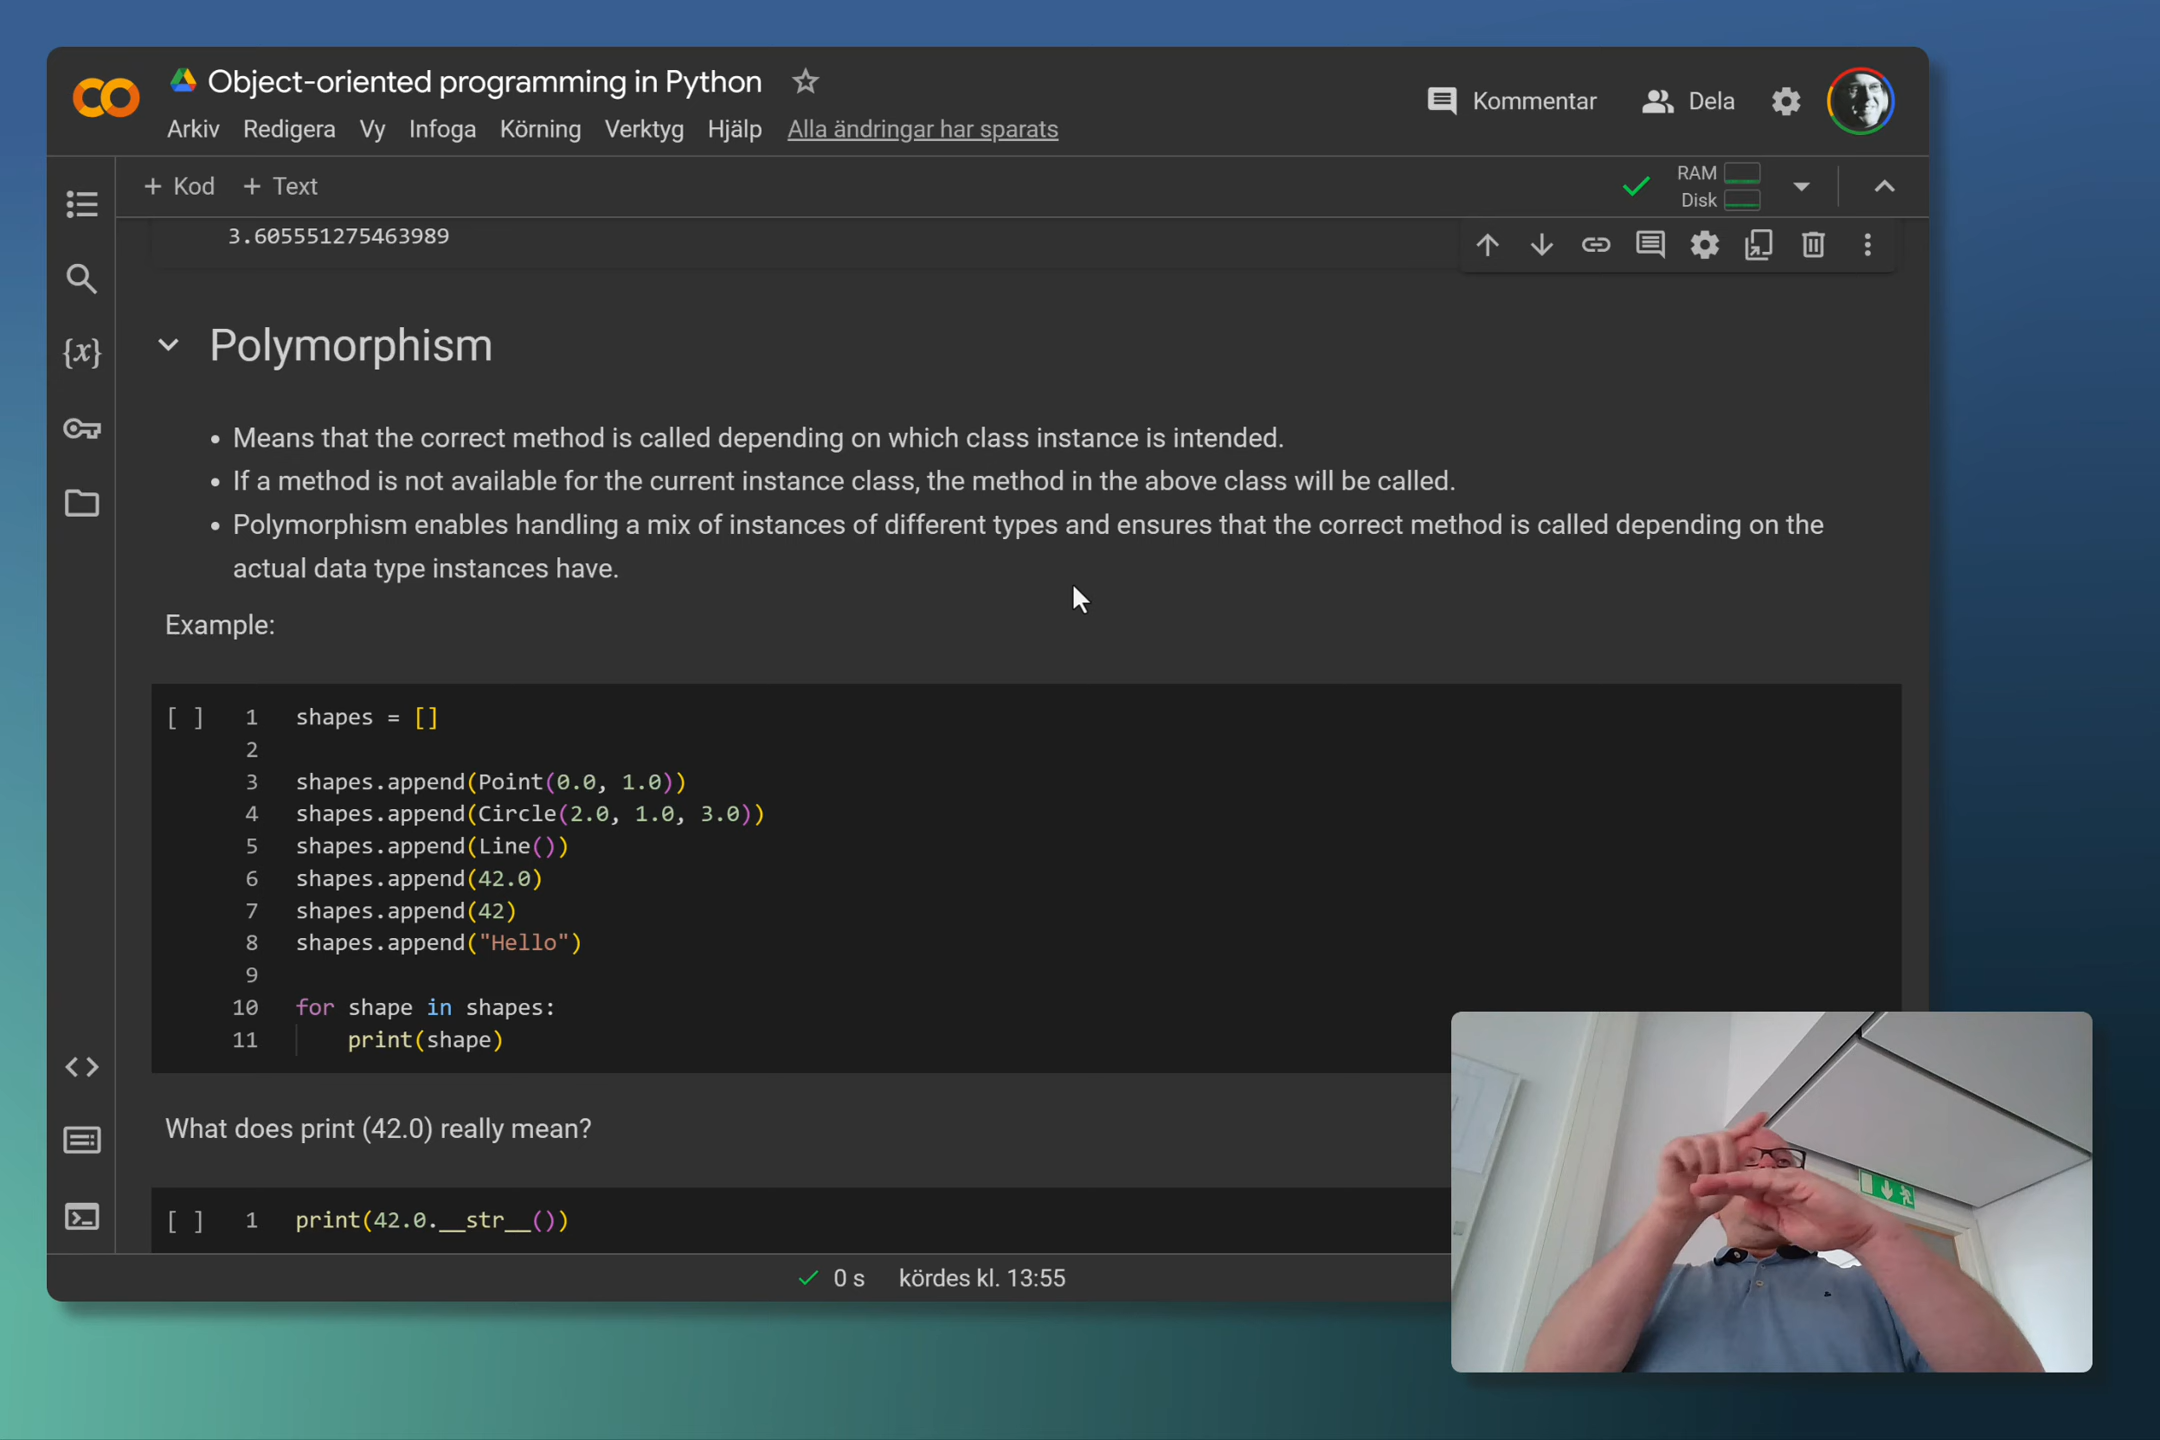 Object-oriented programming in Python
Arkiv Redigera Vy Infoga Körning Verktyg Hjälp Alla ändringar har sparats
Kommentar Dela
+ Kod + Text
RAM
Disk
3.605551275463989
{x}
Polymorphism
• Means that the correct method is called depending on which class instance is intended.
• If a method is not available for the current instance class, the method in the above class will be called.
• Polymorphism enables handling a mix of instances of different types and ensures that the correct method is called depending on the
actual data type instances have.
Example:
[ ] 1 shapes = []
2
3 shapes.append(Point(0.0, 1.0))
4 shapes.append(Circle(2.0, 1.0, 3.0))
5 shapes.append(Line())
6 shapes.append(42.0)
7 shapes.append(42)
8 shapes.append("Hello")
9
10 for shape in shapes:
11 print(shape)
What does print (42.0) really mean?
[ ] 1 print(42.0.__str__())
0 s kördes kl. 13:55